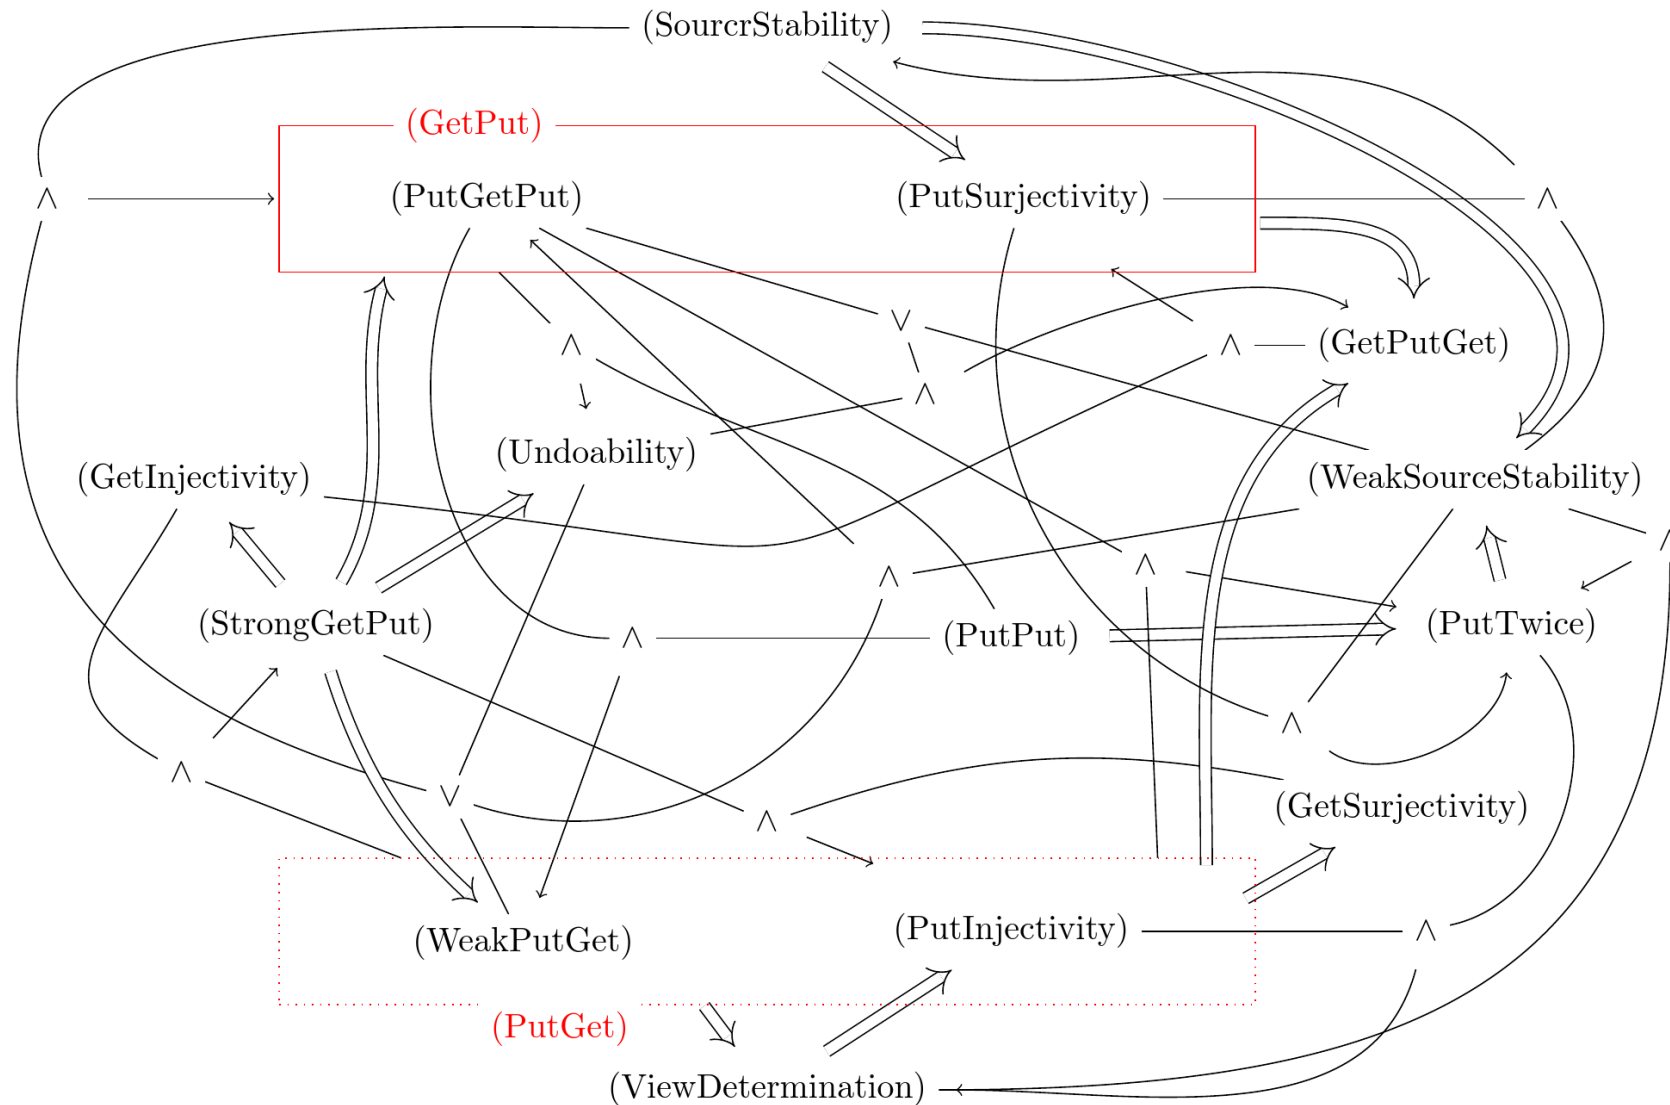 (SourcrStability)
(GetPut)
∧ (PutGetPut) (PutSurjectivity) ∧
∨
∧ ∧ (GetPutGet)
∧
(Undoability)
(GetInjectivity) (WeakSourceStability)
∧
∧ ∧
(StrongGetPut) ∧ (PutPut) (PutTwice)
∧
∧
∨ (GetSurjectivity)
∧
(WeakPutGet) (PutInjectivity) ∧
(PutGet)
(ViewDetermination)